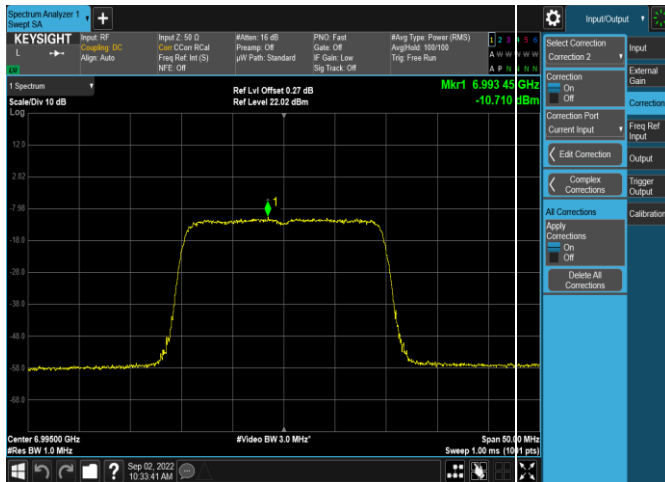 Spectrum Analyzer 1
Swept SA
KEYSIGHT
L
Input: RF
Coupling: DC
Align: Auto
Input Z: 50 Ω
Corr CCorr RCal
Freq Ref: Int (S)
NFE: Off
#Atten: 16 dB
Preamp: Off
µW Path: Standard
PNO: Fast
Gate: Off
IF Gain: Low
Sig Track: Off
#Avg Type: Power (RMS)
Avg|Hold: 100/100
Trig: Free Run
1 2 3 4 5 6
A W W W W W
A P N N N N
1 Spectrum
Scale/Div 10 dB
Log
Ref Lvl Offset 0.27 dB
Ref Level 22.02 dBm
Mkr1 6.993 45 GHz
-10.710 dBm
12.0
2.02
-7.98
-18.0
-28.0
-38.0
-48.0
-58.0
-68.0
1
Center 6.99500 GHz
#Res BW 1.0 MHz
#Video BW 3.0 MHz*
Span 50.00 MHz
Sweep 1.00 ms (1001 pts)
?
Sep 02, 2022
10:33:41 AM
Input/Output
Select Correction
Correction 2
Correction
On
Off
Correction Port
Current Input
Edit Correction
Complex
Corrections
All Corrections
Apply
Corrections
On
Off
Delete All
Corrections
Input
External
Gain
Correction
Freq Ref
Input
Output
Trigger
Output
Calibration